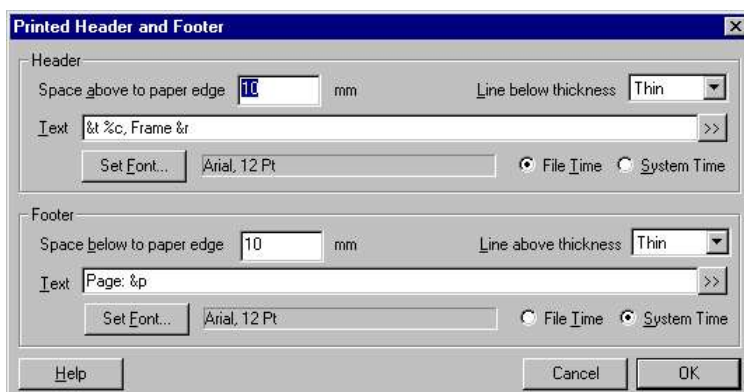 Printed Header and Footer
Header
Space above to paper edge 10 mm Line below thickness Thin
Text &t %c, Frame &r >>
Set Font... Arial, 12 Pt File Time System Time
Footer
Space below to paper edge 10 mm Line above thickness Thin
Text Page: &p >>
Set Font... Arial, 12 Pt File Time System Time
Help Cancel OK